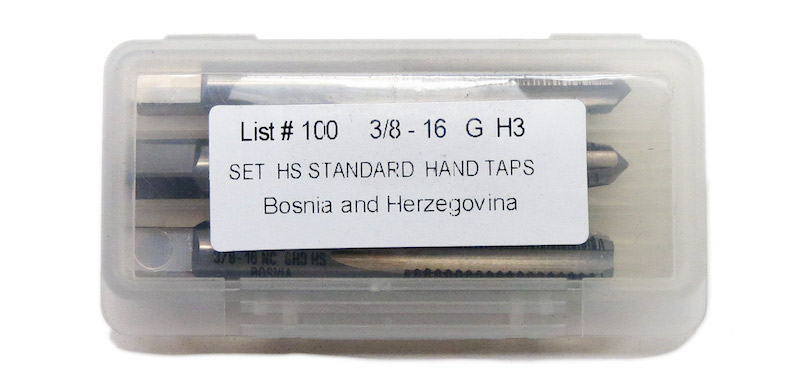 List # 100 3/8 - 16 G H3
SET HS STANDARD HAND TAPS
Bosnia and Herzegovina
3/8-16 NC GH3 HS
BOSNIA